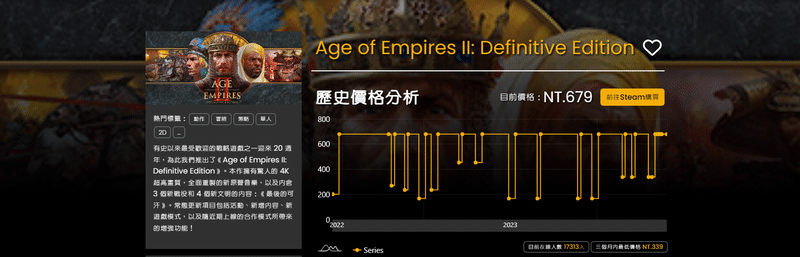 Age of Empires II: Definitive Edition
AGE
OF
EMPIRES
歷史價格分析
目前價格：NT.679
前往Steam購買
熱門標籤：
動作
冒險
策略
單人
2D
...
有史以來最受歡迎的戰略遊戲之一迎來 20 週
年，為此我們推出了《Age of Empires II:
Definitive Edition》。本作擁有驚人的 4K
超高畫質，全面重製的新原聲音樂，以及內含
3 個新戰役和 4 個新文明的內容：《最後的可
汗》。常態更新項目包括活動、新增內容、新
遊戲模式，以及隨近期上線的合作模式所帶來
的增強功能！
800
600
400
200
0
2022
2023
Series
目前在線人數 17313人
三個月內最低價格 NT.339